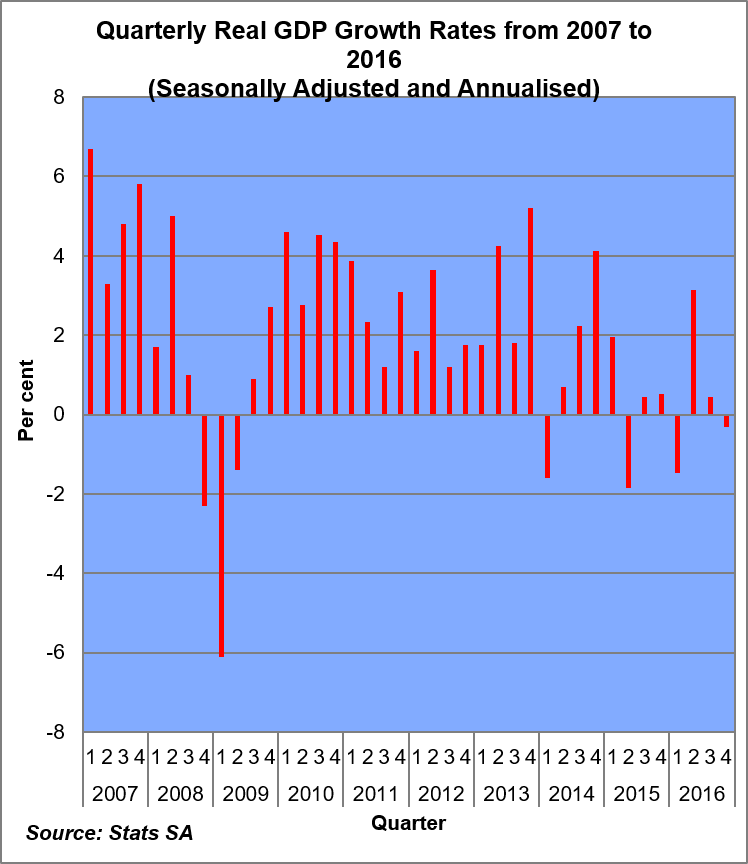 Quarterly Real GDP Growth Rates from 2007 to
2016
(Seasonally Adjusted and Annualised)
8
6
4
2
0
-2
-4
-6
-8
Per cent
1 2 3 4 1 2 3 4 1 2 3 4 1 2 3 4 1 2 3 4 1 2 3 4 1 2 3 4 1 2 3 4 1 2 3 4 1 2 3 4
2007 2008 2009 2010 2011 2012 2013 2014 2015 2016
Quarter
Source: Stats SA